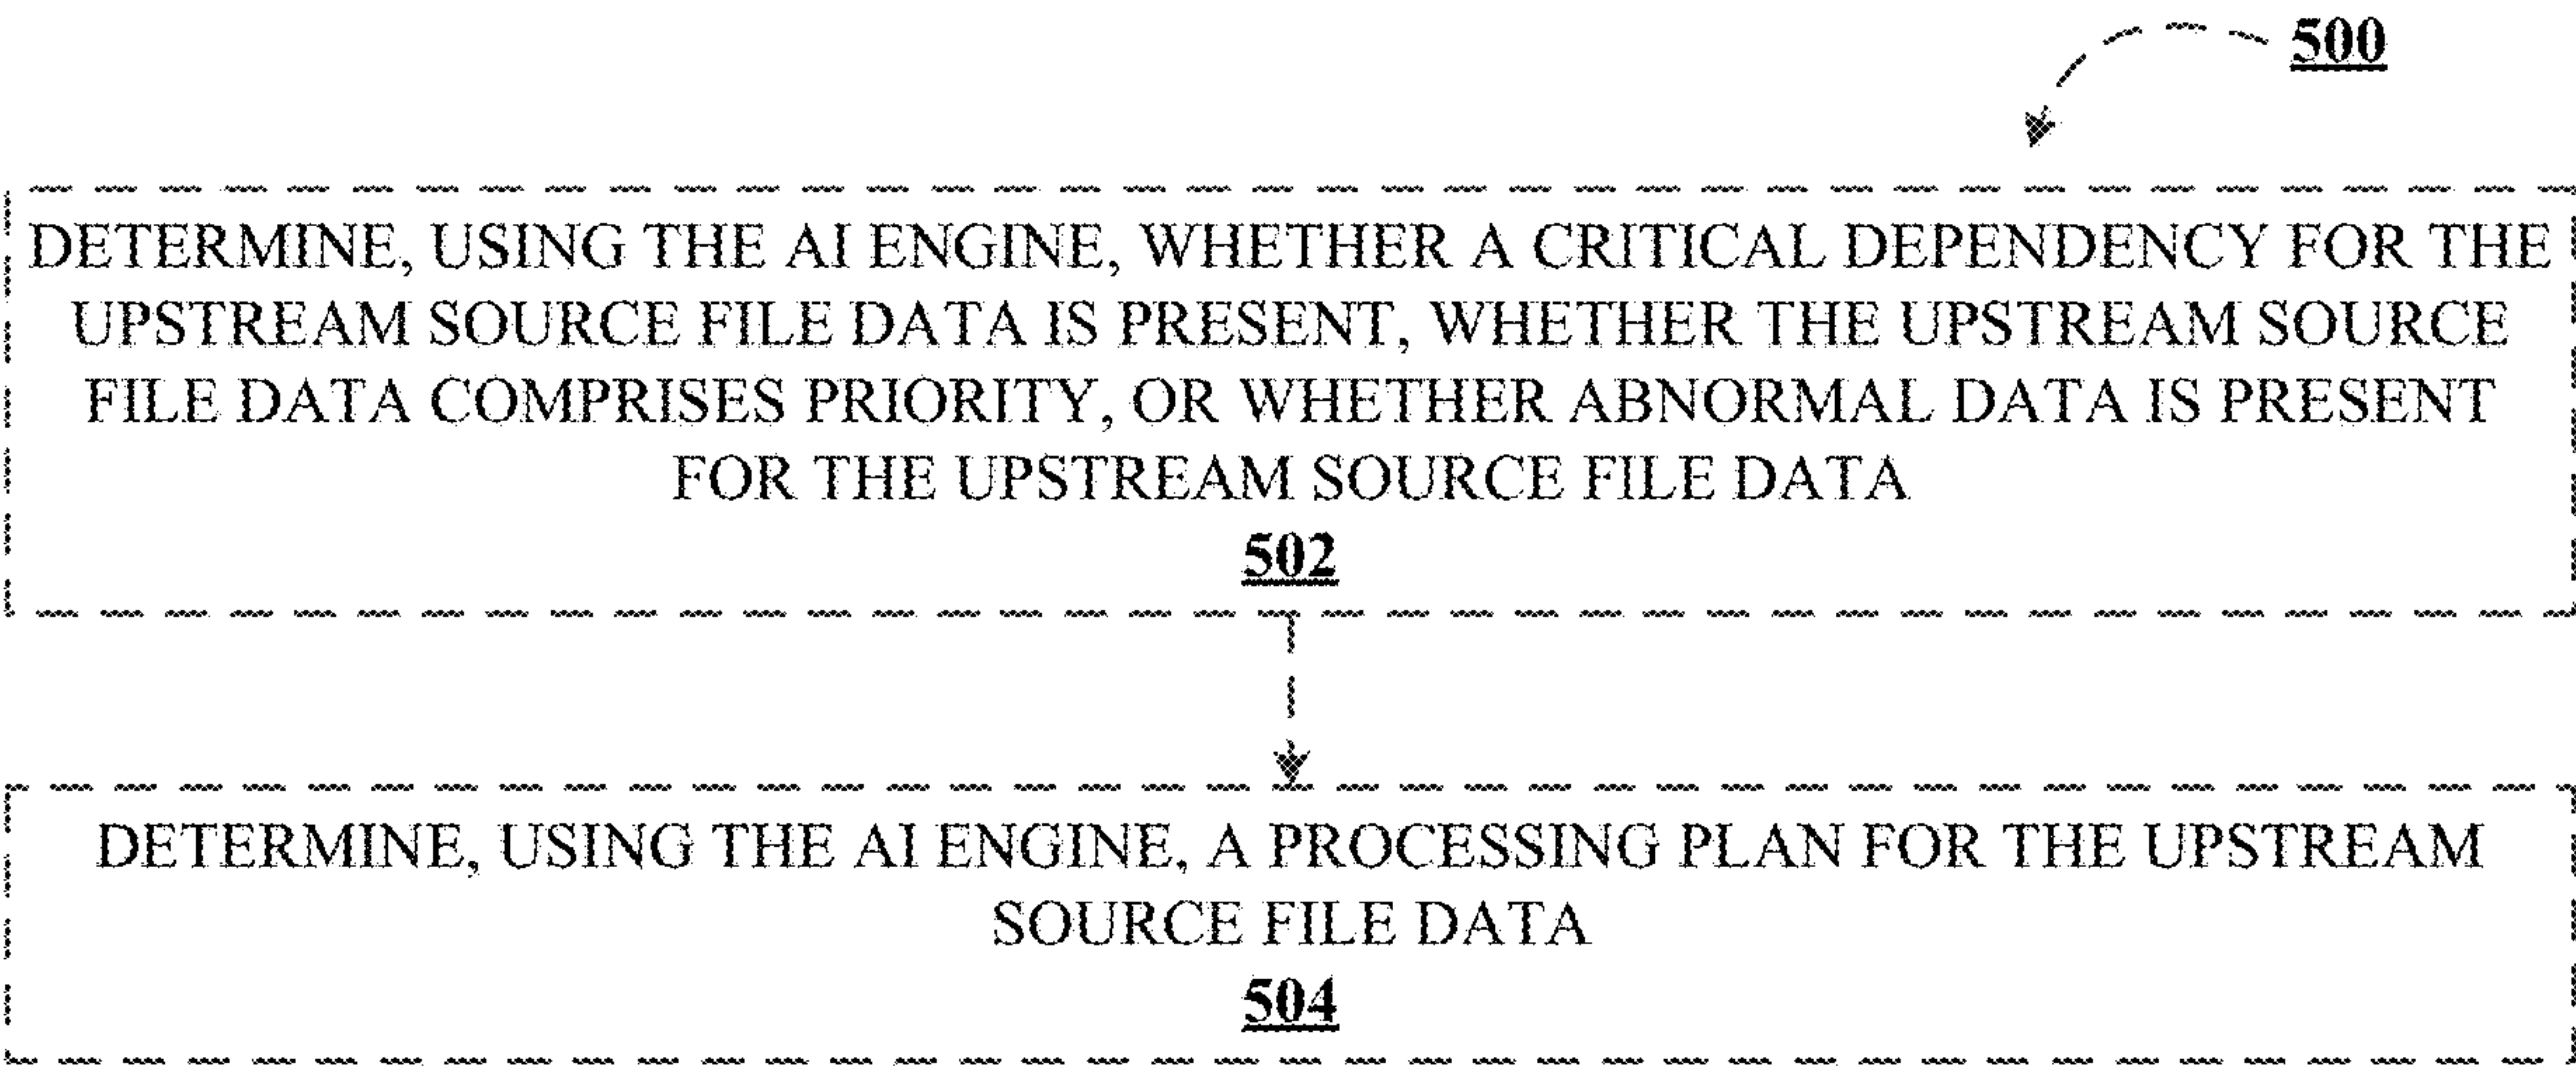 500
DETERMINE, USING THE AI ENGINE, WHETHER A CRITICAL DEPENDENCY FOR THE
UPSTREAM SOURCE FILE DATA IS PRESENT, WHETHER THE UPSTREAM SOURCE
FILE DATA COMPRISES PRIORITY, OR WHETHER ABNORMAL DATA IS PRESENT
FOR THE UPSTREAM SOURCE FILE DATA
502
DETERMINE, USING THE AI ENGINE, A PROCESSING PLAN FOR THE UPSTREAM
SOURCE FILE DATA
504